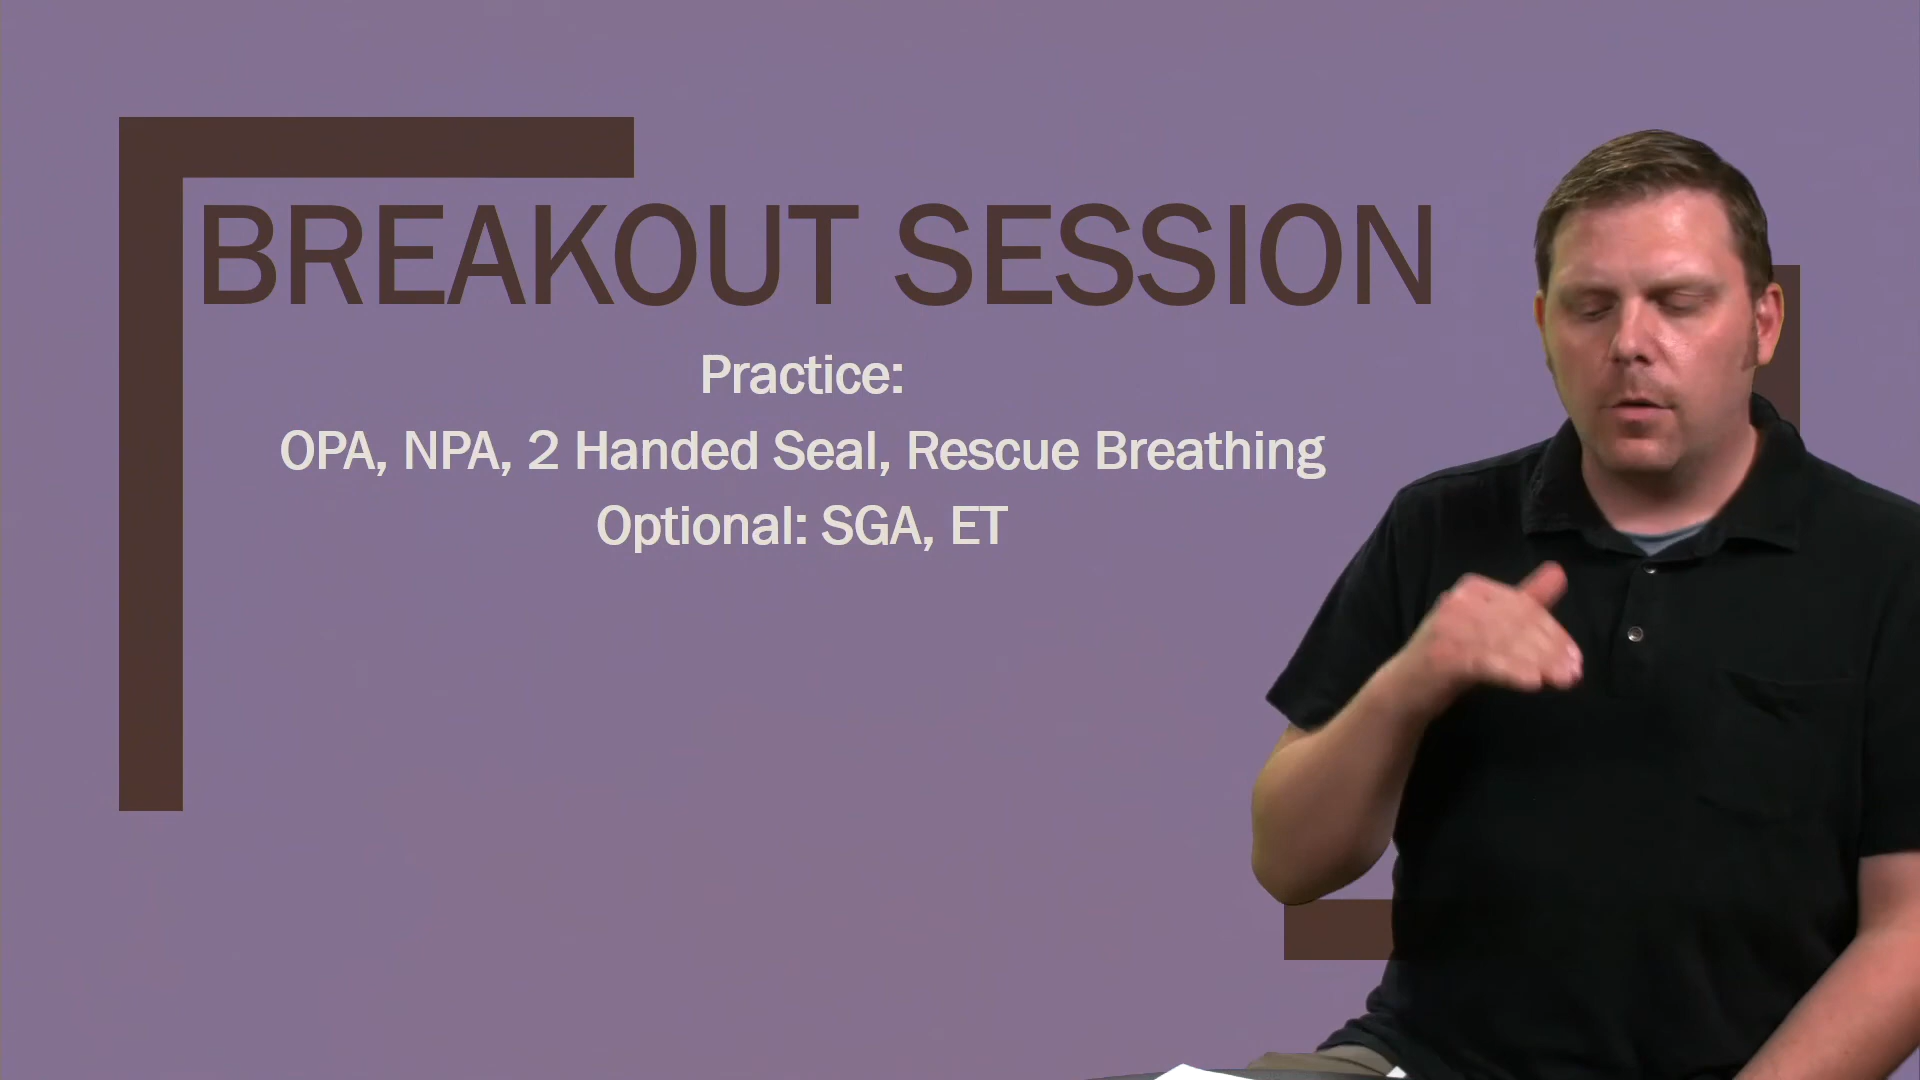 BREAKOUT SESSION
Practice:
OPA, NPA, 2 Handed Seal, Rescue Breathing
Optional: SGA, ET